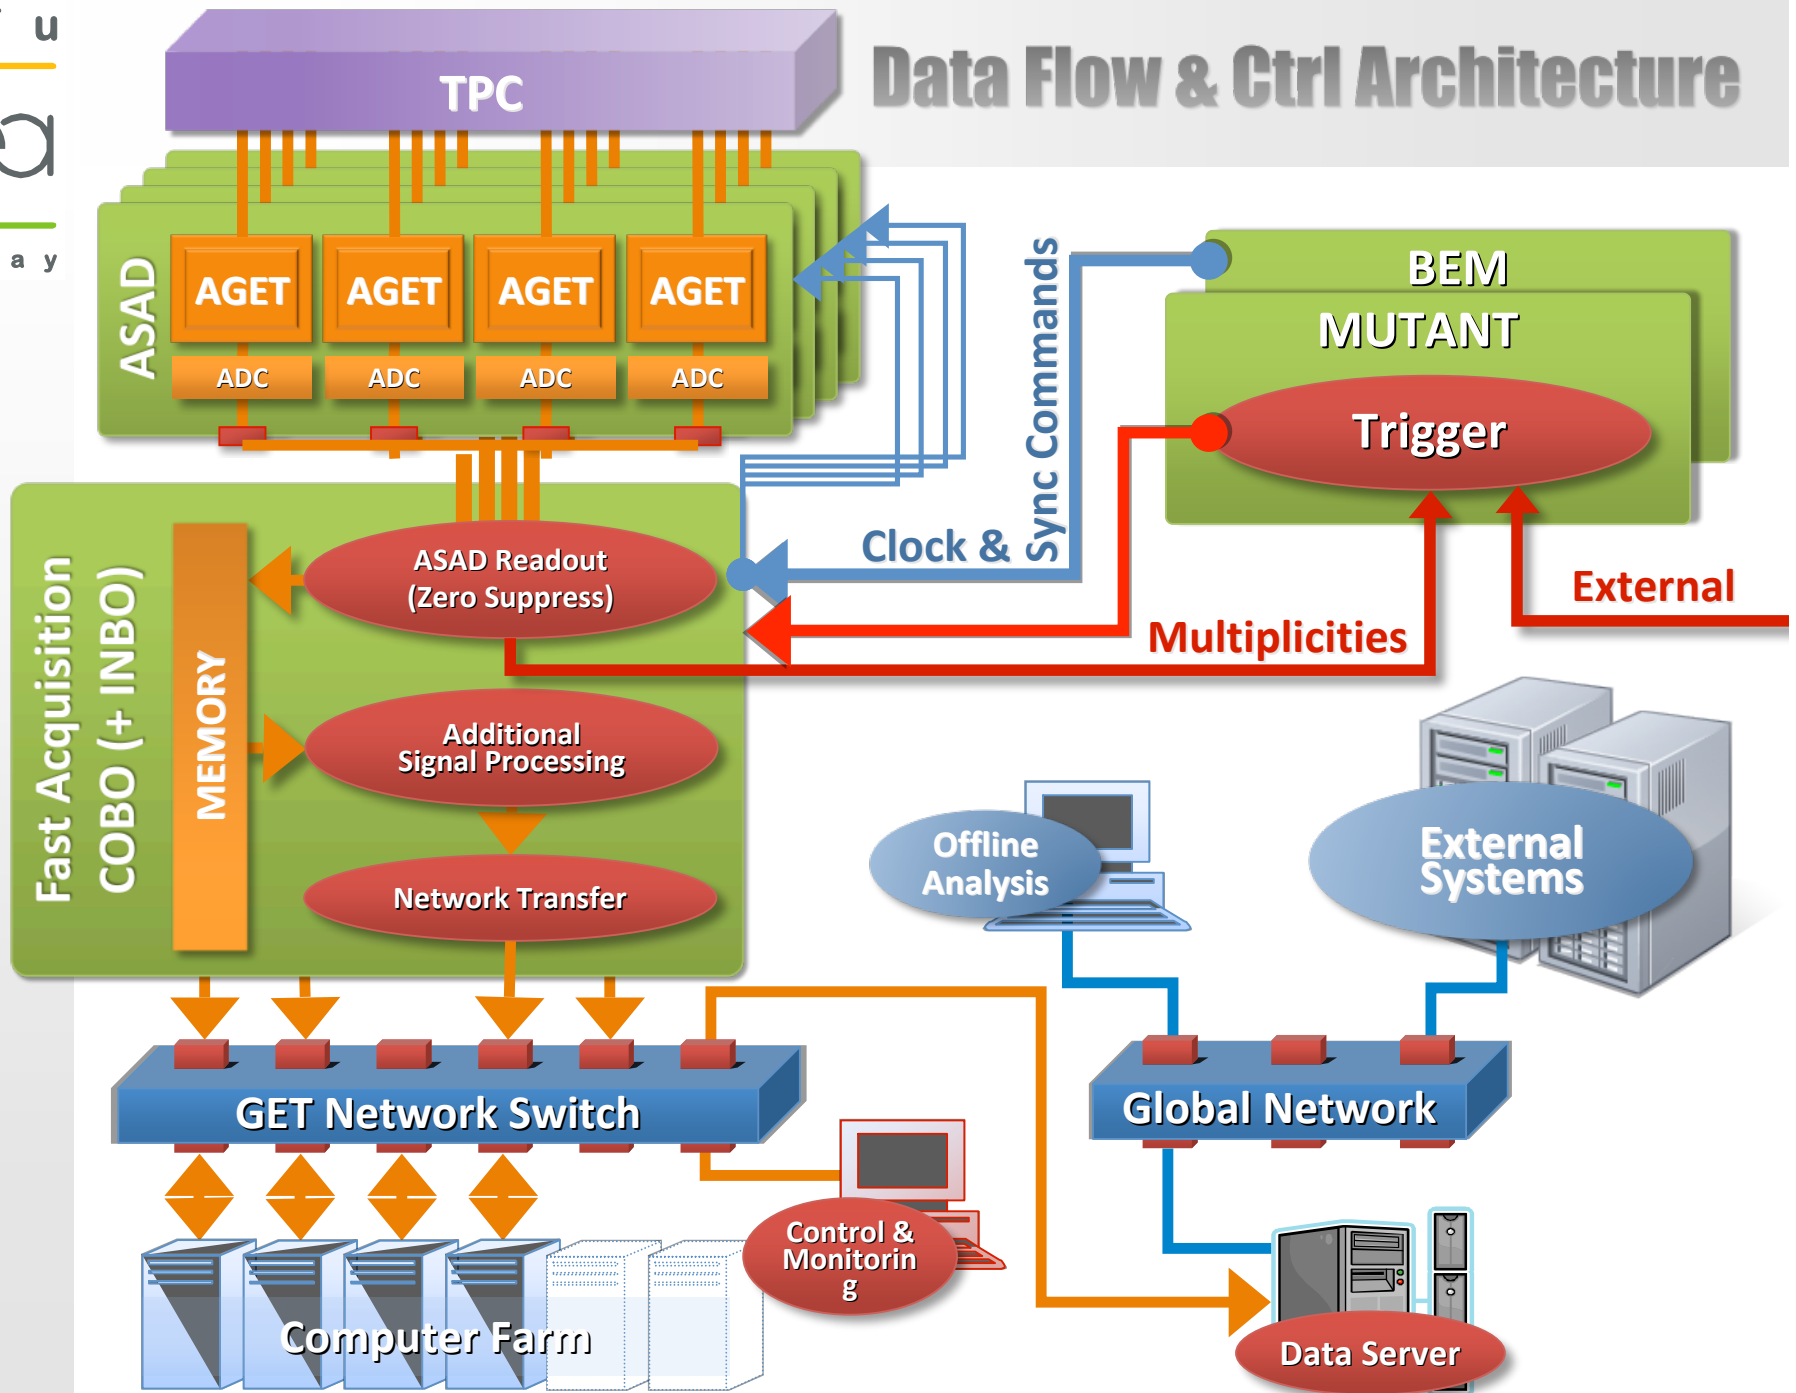 u
ea
a y
Data Flow & Ctrl Architecture
TPC
ASAD
AGET
AGET
AGET
AGET
ADC
ADC
ADC
ADC
BEM
MUTANT
Trigger
Clock &
Sync Commands
External
Multiplicities
Fast Acquisition
COBO (+ INBO)
MEMORY
ASAD Readout
(Zero Suppress)
Additional
Signal Processing
Network Transfer
Offline
Analysis
External
Systems
GET Network Switch
Global Network
Control &
Monitorin
g
Computer Farm
Data Server